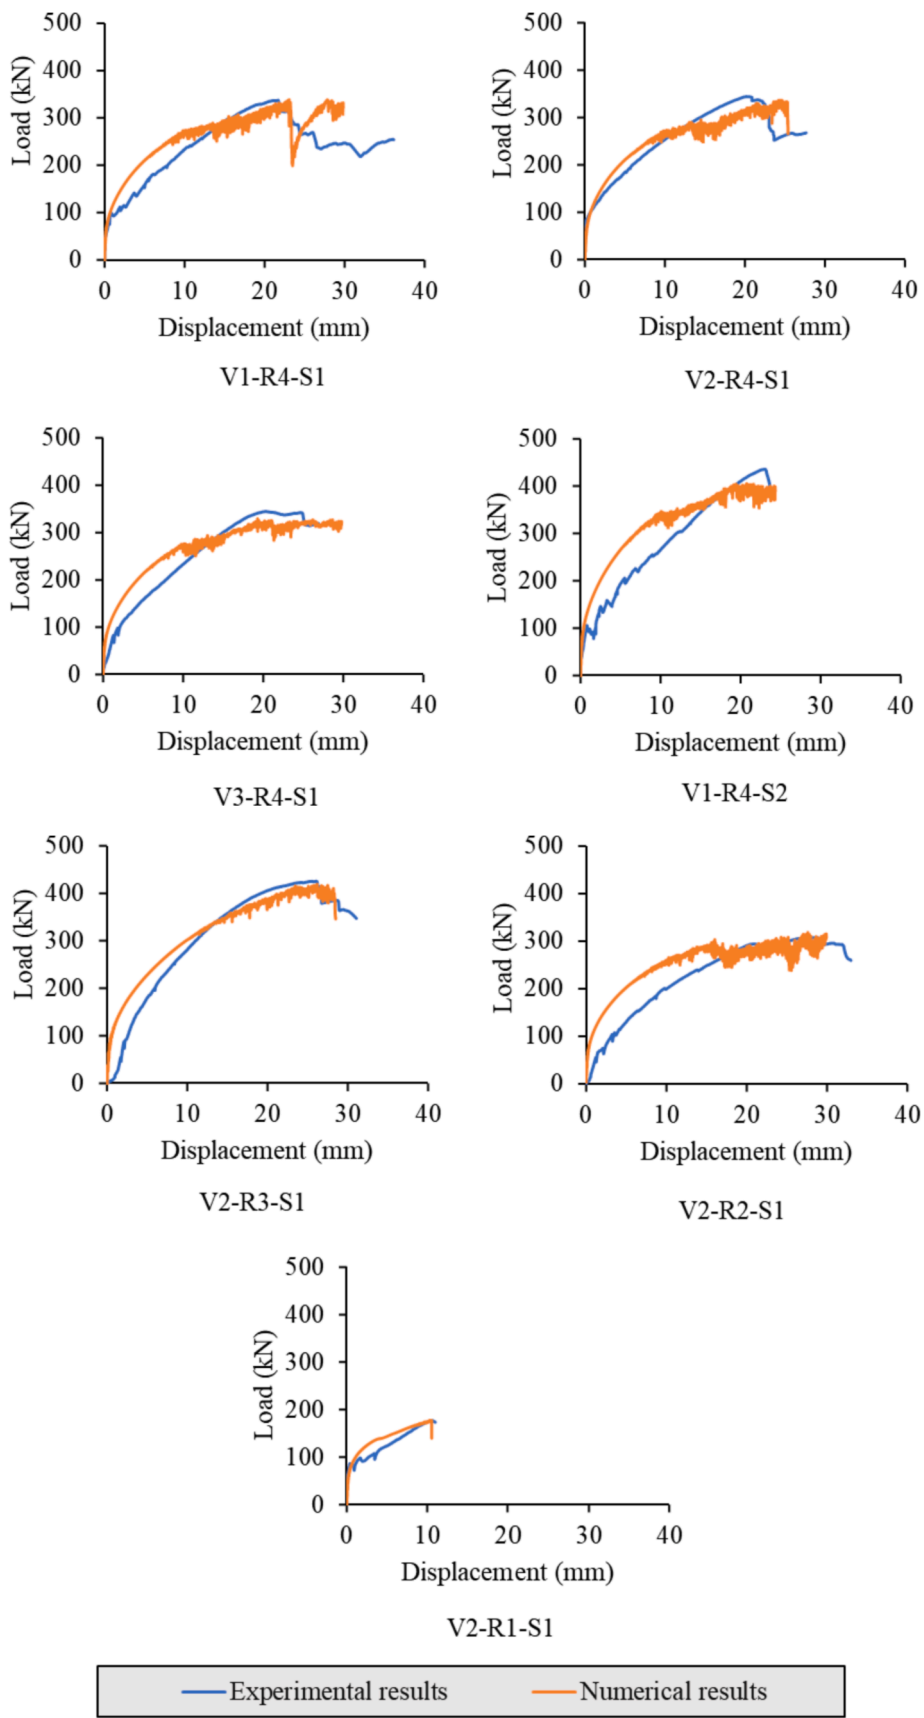 500
400
300
200
100
0
Load (kN)
0 10 20 30 40
Displacement (mm)
V1-R4-S1
500
400
300
200
100
0
Load (kN)
0 10 20 30 40
Displacement (mm)
V2-R4-S1
500
400
300
200
100
0
Load (kN)
0 10 20 30 40
Displacement (mm)
V3-R4-S1
500
400
300
200
100
0
Load (kN)
0 10 20 30 40
Displacement (mm)
V1-R4-S2
500
400
300
200
100
0
Load (kN)
0 10 20 30 40
Displacement (mm)
V2-R3-S1
500
400
300
200
100
0
Load (kN)
0 10 20 30 40
Displacement (mm)
V2-R2-S1
500
400
300
200
100
0
Load (kN)
0 10 20 30 40
Displacement (mm)
V2-R1-S1
Experimental results Numerical results